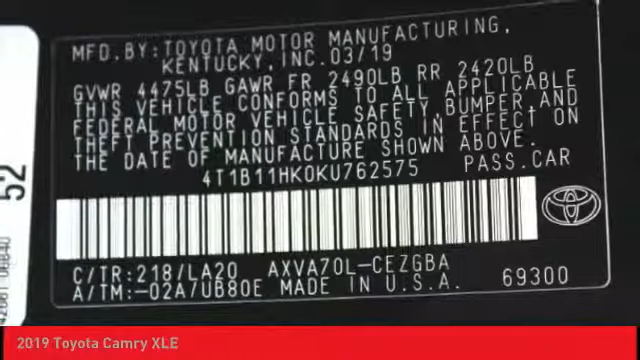 MFD.BY:TOYOTA MOTOR MANUFACTURING,
KENTUCKY,INC.03/19
GVWR 4475LB GAWR FR 2490LB RR 2420LB
THIS VEHICLE CONFORMS TO ALL APPLICABLE
FEDERAL MOTOR VEHICLE SAFETY,BUMPER,AND
THEFT PREVENTION STANDARDS IN EFFECT ON
THE DATE OF MANUFACTURE SHOWN ABOVE.
4T1B11HK0KU762575 PASS.CAR
C/TR:218/LA20 AXVA70L-CEZGBA
A/TM:-02A7UB80E MADE IN U.S.A. 69300
52
2019 Toyota Camry XLE